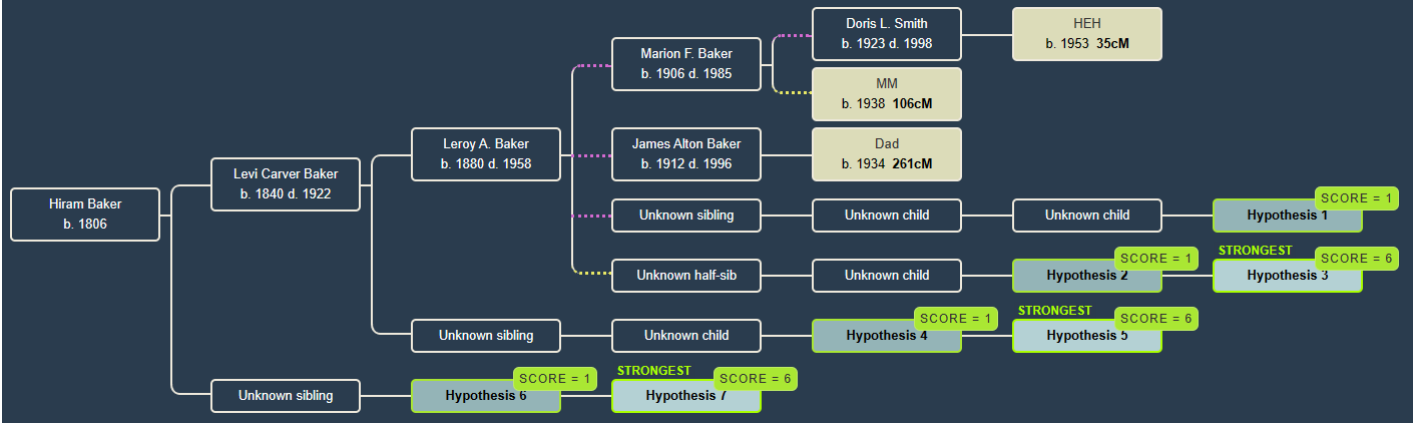 Doris L. Smith
b. 1923 d. 1998
HEH
b. 1953 35cM
Marion F. Baker
b. 1906 d. 1985
MM
b. 1938 106cM
Leroy A. Baker
b. 1880 d. 1958
James Alton Baker
b. 1912 d. 1996
Dad
b. 1934 261cM
Levi Carver Baker
b. 1840 d. 1922
Hiram Baker
b. 1806
Unknown sibling
Unknown child
Unknown child
SCORE = 1
Hypothesis 1
Unknown half-sib
Unknown child
SCORE = 1
Hypothesis 2
STRONGEST
SCORE = 6
Hypothesis 3
Unknown sibling
Unknown child
SCORE = 1
Hypothesis 4
STRONGEST
SCORE = 6
Hypothesis 5
Unknown sibling
SCORE = 1
Hypothesis 6
STRONGEST
SCORE = 6
Hypothesis 7